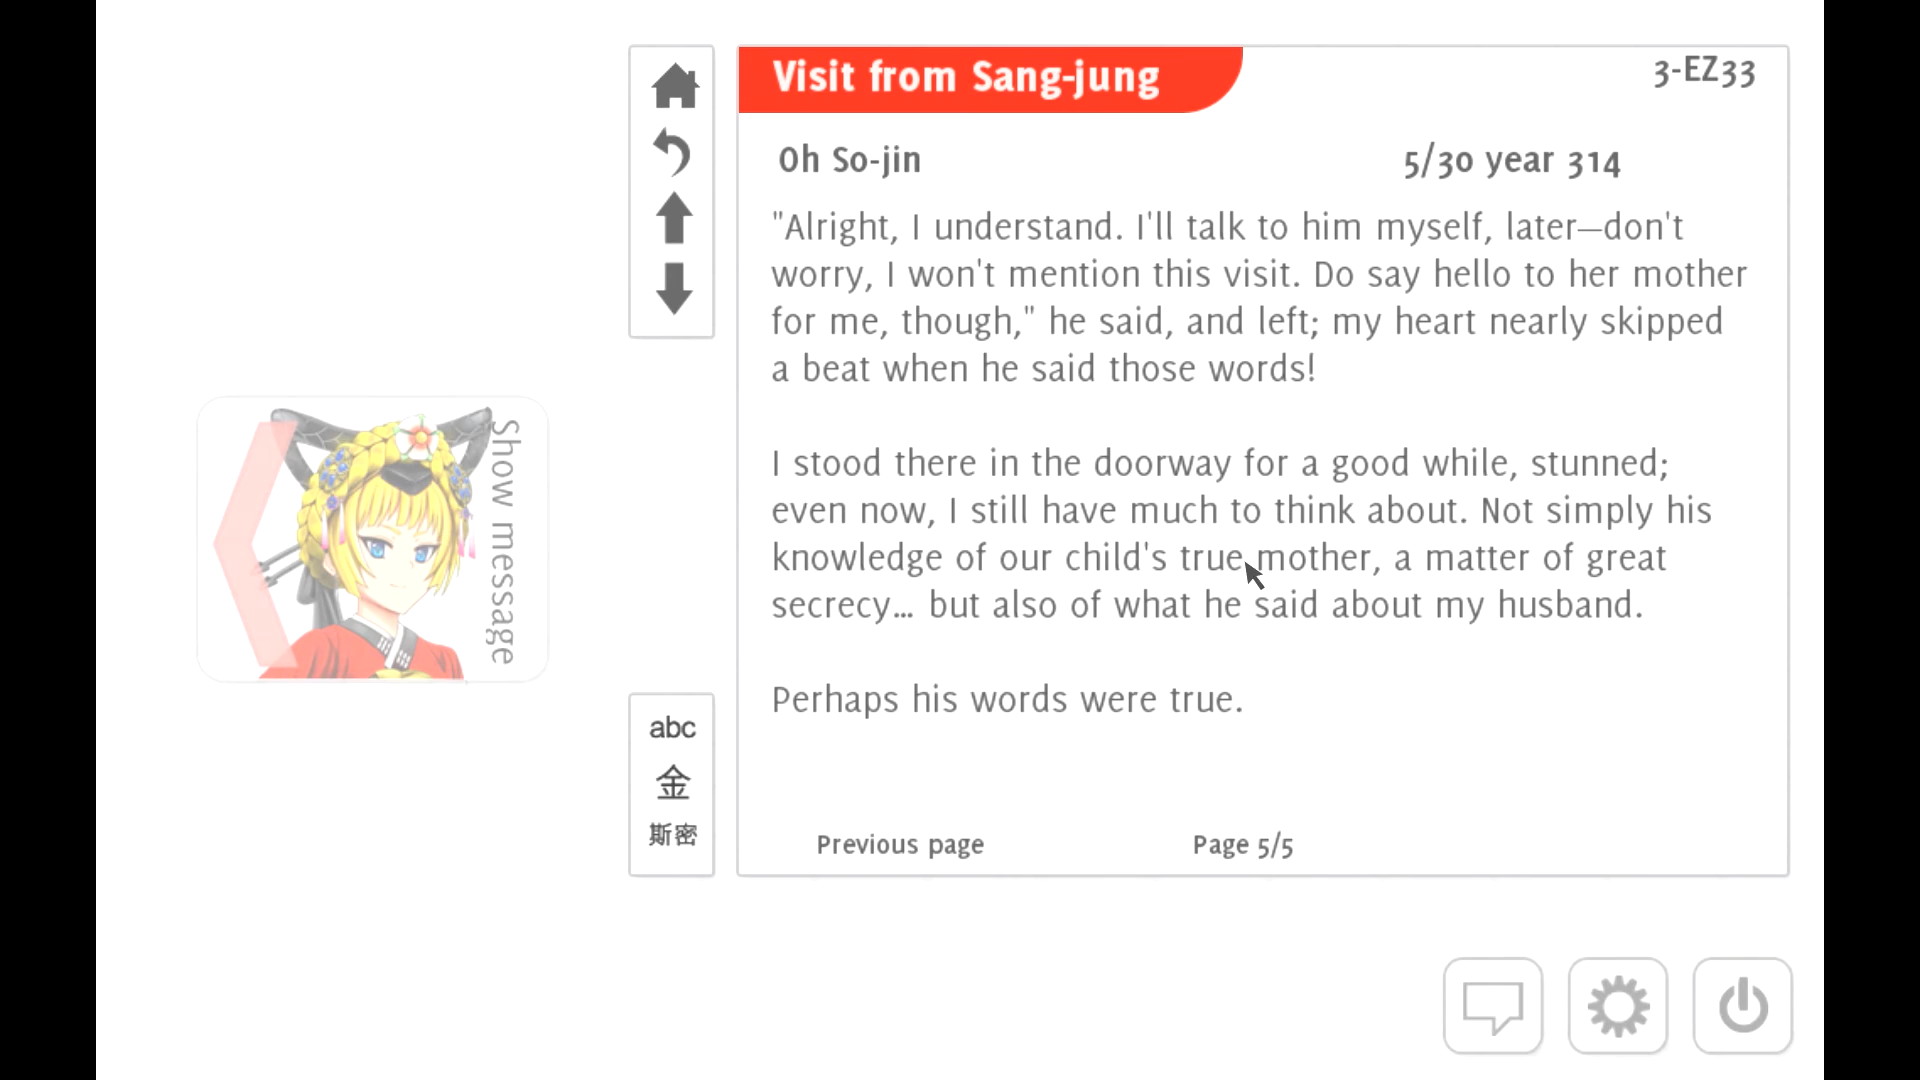 Visit from Sang-jung
3-EZ33
Oh So-jin
5/30 year 314
"Alright, I understand. I'll talk to him myself, later—don't
worry, I won't mention this visit. Do say hello to her mother
for me, though," he said, and left; my heart nearly skipped
a beat when he said those words!
I stood there in the doorway for a good while, stunned;
even now, I still have much to think about. Not simply his
knowledge of our child's true mother, a matter of great
secrecy... but also of what he said about my husband.
Perhaps his words were true.
Previous page
Page 5/5
Show message
abc
金
斯密